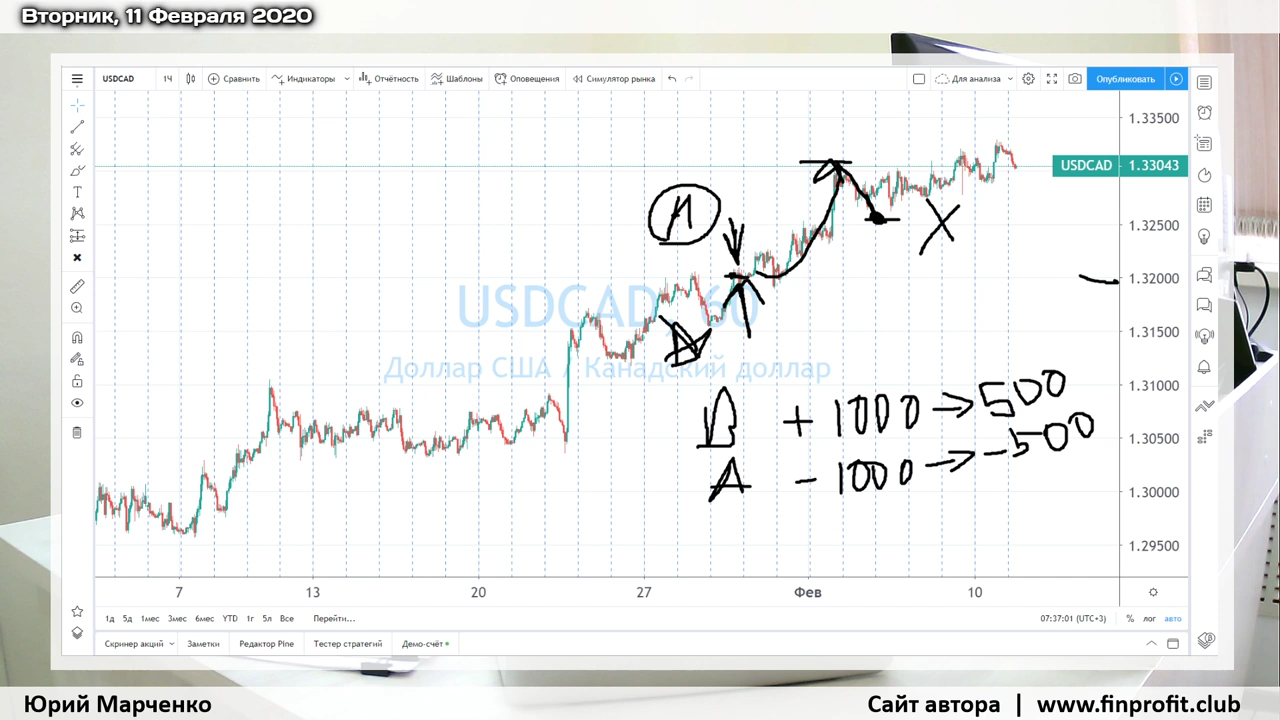 Вторник, 11 Февраля 2020
USDCAD 1Ч Сравнить Индикаторы Отчётность Шаблоны Оповещения Симулятор рынка Для анализа Опубликовать
T
1.33500
USDCAD 1.33043
1.32500
1.32000
1.31500
1.31000
1.30500
1.30000
1.29500
USDCAD, 60
Доллар США / Канадский доллар
X
B + 1000 → 500
A - 1000 → -500
7 13 20 27 Фев 10
1д 5д 1мес 3мес 6мес YTD 1г 5л Все Перейти... 07:37:01 (UTC+3) % лог авто
Скринер акций Заметки Редактор Pine Тестер стратегий Демо-счёт
Юрий Марченко Сайт автора | www.finprofit.club